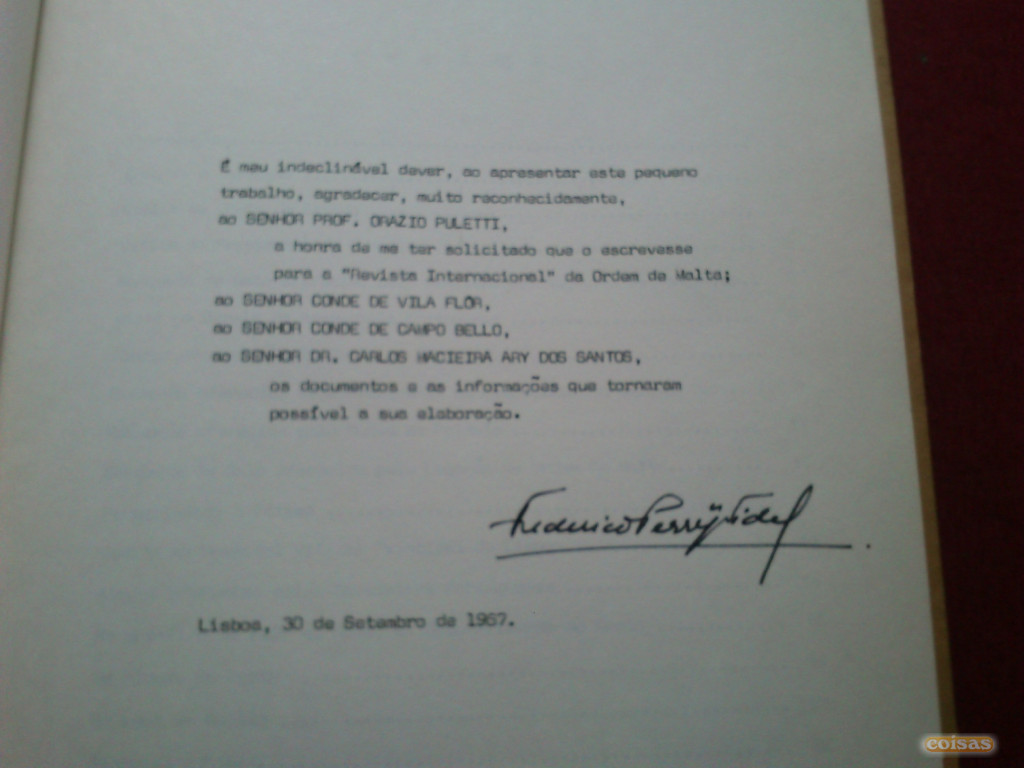 É meu indeclinável dever, ao apresentar este pequeno
trabalho, agradecer, muito reconhecidamente,
ao SENHOR PROF. ORAZIO PULETTI,
a honra de me ter solicitado que o escrevesse
para a "Revista Internacional" da Ordem de Malta;
ao SENHOR CONDE DE VILA FLÔR,
ao SENHOR CONDE DE CAMPO BELLO,
ao SENHOR DR. CARLOS MACIEIRA ARY DOS SANTOS,
os documentos e as informações que tornaram
possível a sua elaboração.
Frederico Perry Vidal
Lisboa, 30 de Setembro de 1967.
coisas